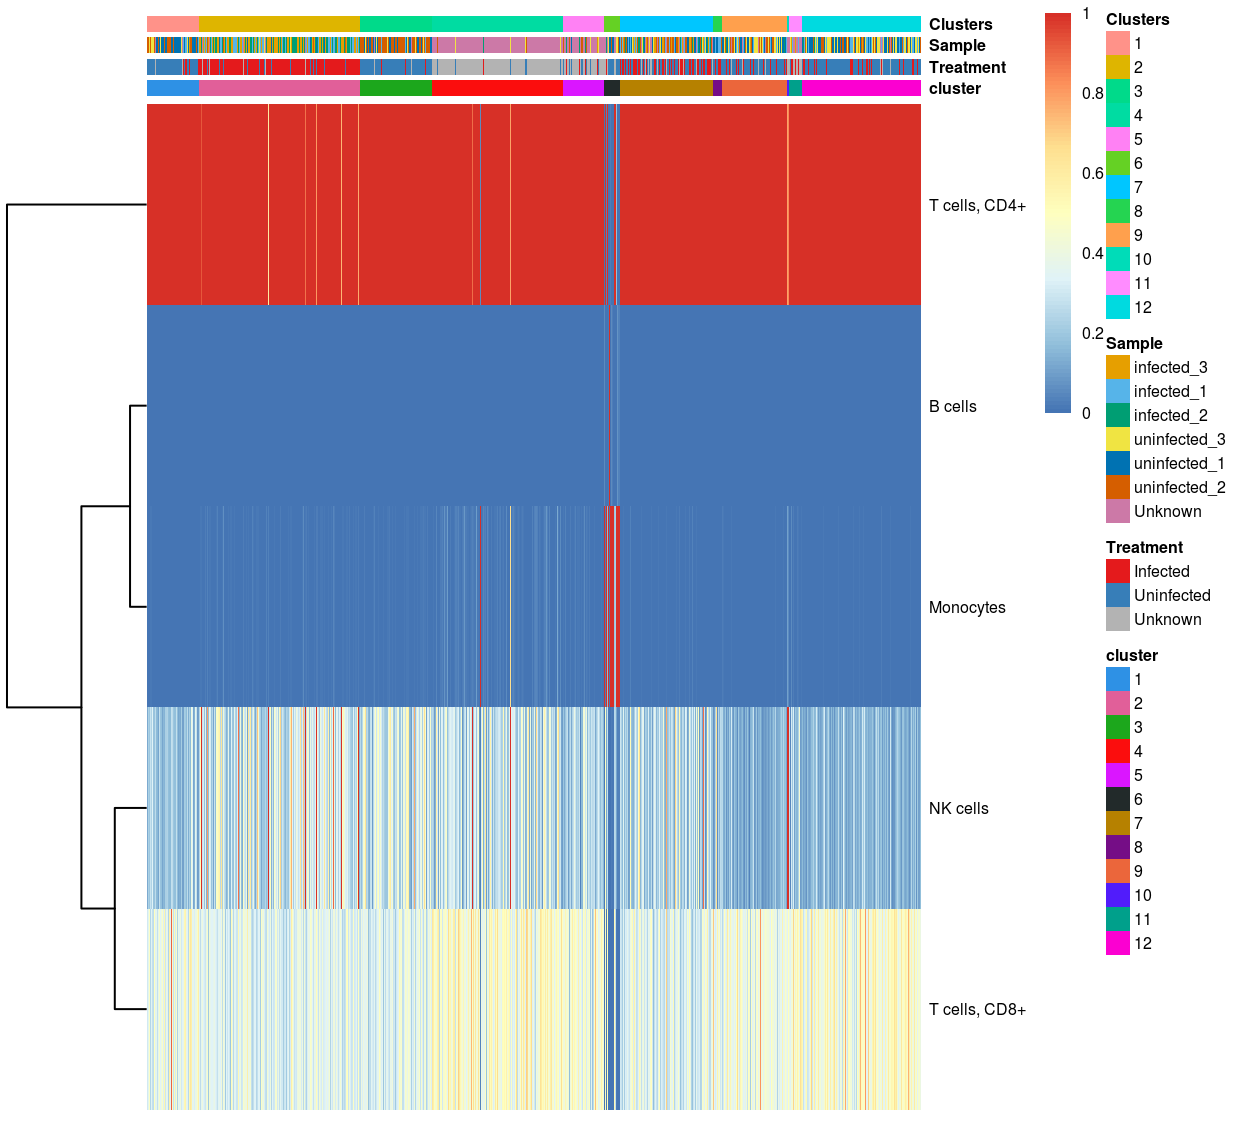 Clusters
Sample
Treatment
cluster
T cells, CD4+
B cells
Monocytes
NK cells
T cells, CD8+
1
0.8
0.6
0.4
0.2
0
Clusters
1
2
3
4
5
6
7
8
9
10
11
12
Sample
infected_3
infected_1
infected_2
uninfected_3
uninfected_1
uninfected_2
Unknown
Treatment
Infected
Uninfected
Unknown
cluster
1
2
3
4
5
6
7
8
9
10
11
12